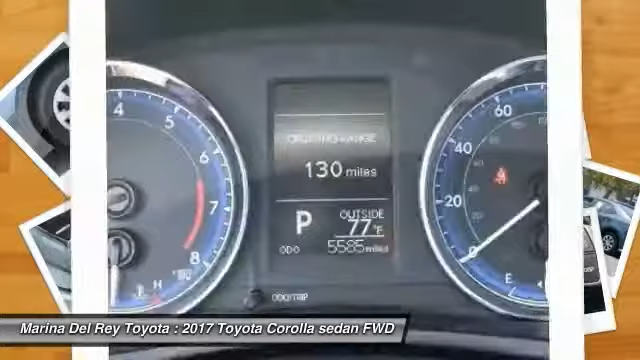 4
5
6
7
8
H
CRUISING RANGE
130 miles
P
OUTSIDE
77°F
ODO 5585 miles
ODO/TRIP
60
40
20
0
E
Marina Del Rey Toyota : 2017 Toyota Corolla sedan FWD